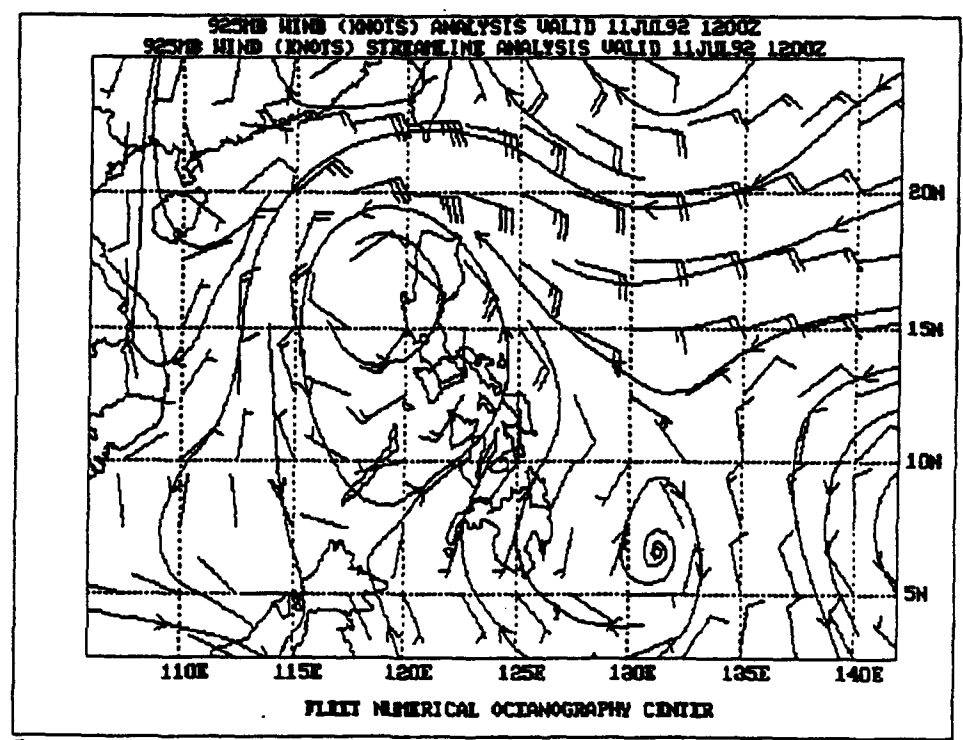 925MB WIND (KNOTS) ANALYSIS VALID 11JUL92 1200Z
925MB WIND (KNOTS) STREAMLINE ANALYSIS VALID 11JUL92 1200Z
20N
15N
10N
5N
110E 115E 120E 125E 130E 135E 140E
FLEET NUMERICAL OCEANOGRAPHY CENTER